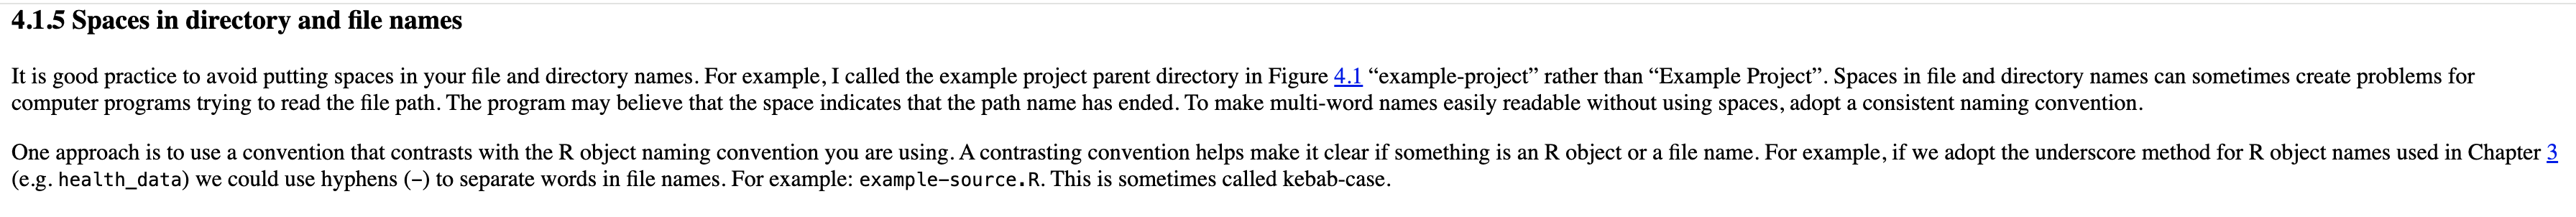 4.1.5 Spaces in directory and file names
It is good practice to avoid putting spaces in your file and directory names. For example, I called the example project parent directory in Figure 4.1 “example-project” rather than “Example Project”. Spaces in file and directory names can sometimes create problems for
computer programs trying to read the file path. The program may believe that the space indicates that the path name has ended. To make multi-word names easily readable without using spaces, adopt a consistent naming convention.
One approach is to use a convention that contrasts with the R object naming convention you are using. A contrasting convention helps make it clear if something is an R object or a file name. For example, if we adopt the underscore method for R object names used in Chapter 3
(e.g. health_data) we could use hyphens (-) to separate words in file names. For example: example-source.R. This is sometimes called kebab-case.